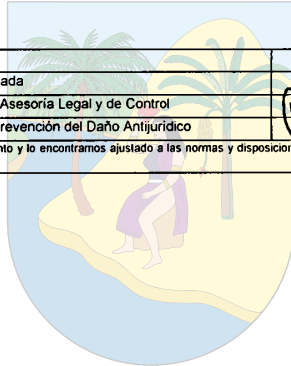 ada
Asesoría Legal y de Control
revención del Daño Antijurídico
nto y lo encontramos ajustado a las normas y disposicion